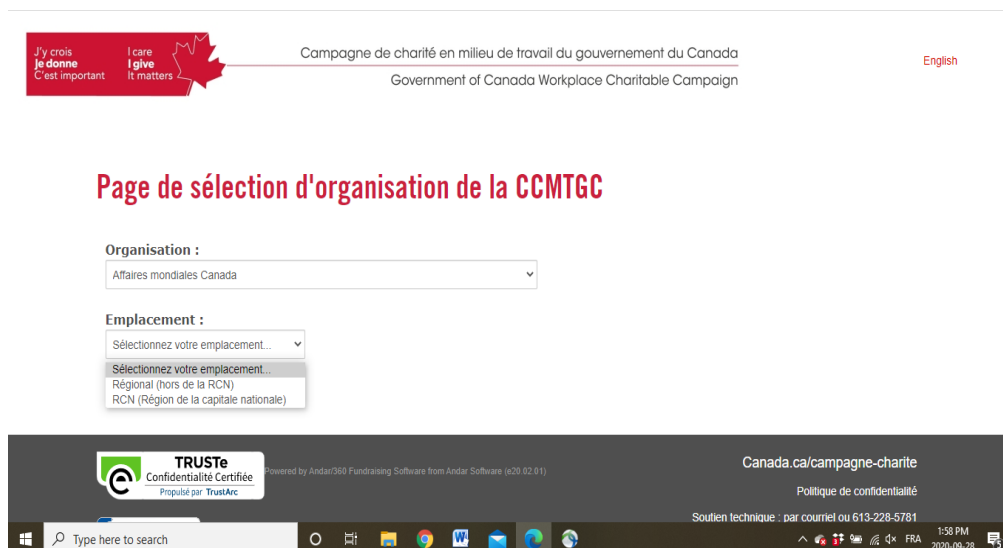 J'y crois
je donne
C'est important
I care
I give
It matters
Campagne de charité en milieu de travail du gouvernement du Canada
Government of Canada Workplace Charitable Campaign
English
Page de sélection d'organisation de la CCMTGC
Organisation :
Affaires mondiales Canada
Emplacement :
Sélectionnez votre emplacement...
Sélectionnez votre emplacement...
Régional (hors de la RCN)
RCN (Région de la capitale nationale)
TRUSTe
Confidentialité Certifiée
Propulsé par TrustArc
Powered by Andar/360 Fundraising Software from Andar Software (e20.02.01)
Canada.ca/campagne-charite
Politique de confidentialité
Soutien technique : par courriel ou 613-228-5781
Type here to search
FRA
1:58 PM
2020-09-28